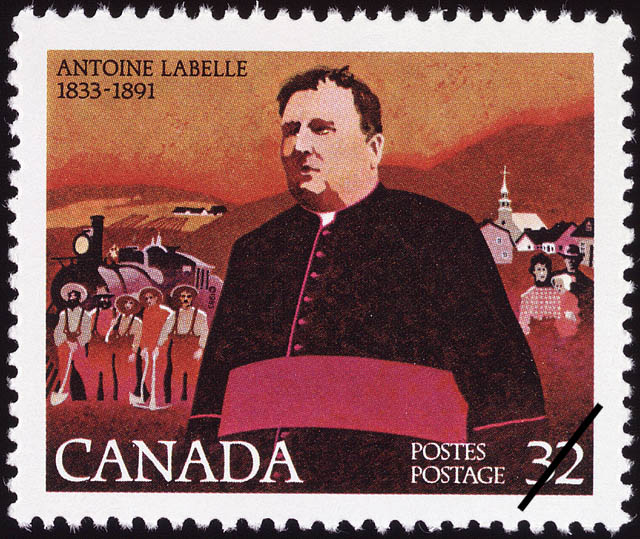 ANTOINE LABELLE
1833-1891
CANADA
POSTES
POSTAGE
32